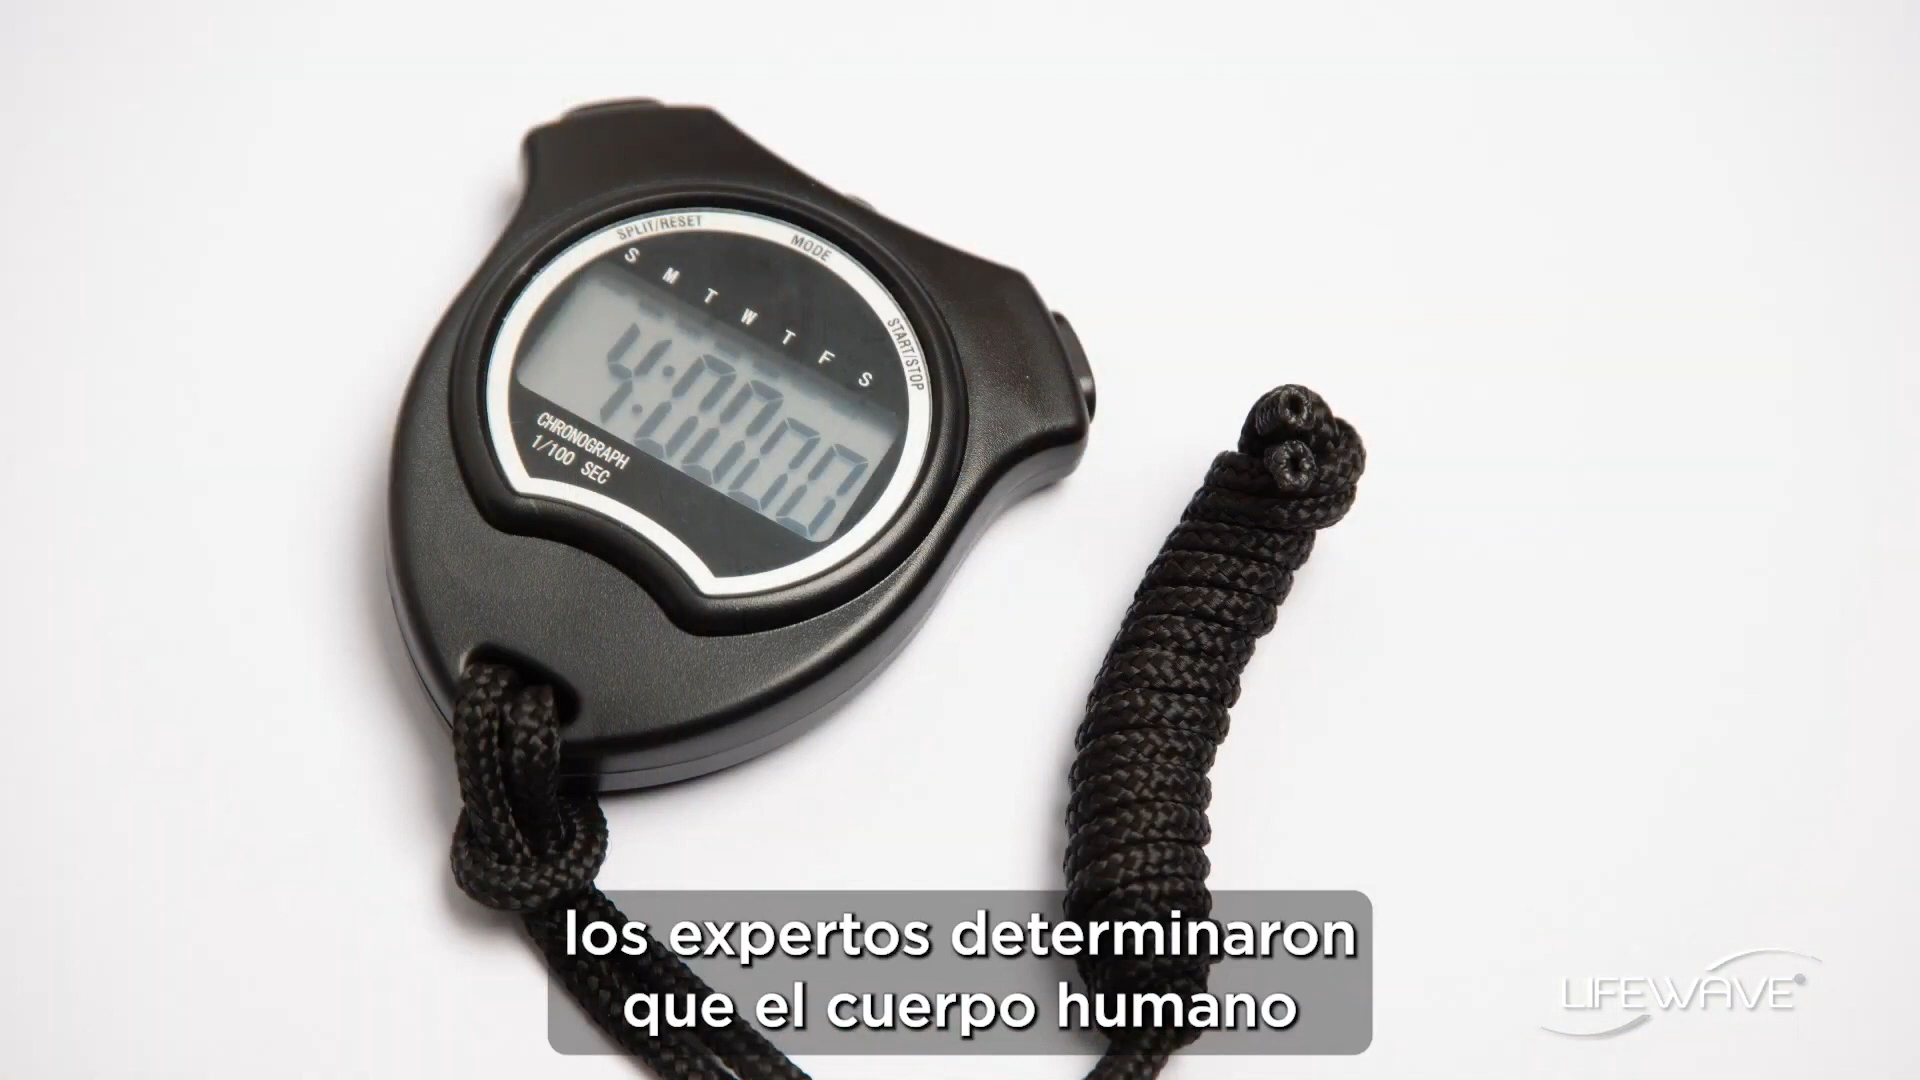 SPLIT/RESET
MODE
START/STOP
S M T W T F S
4:00:00
CHRONOGRAPH
1/100 SEC
los expertos determinaron
que el cuerpo humano
LIFEWAVE